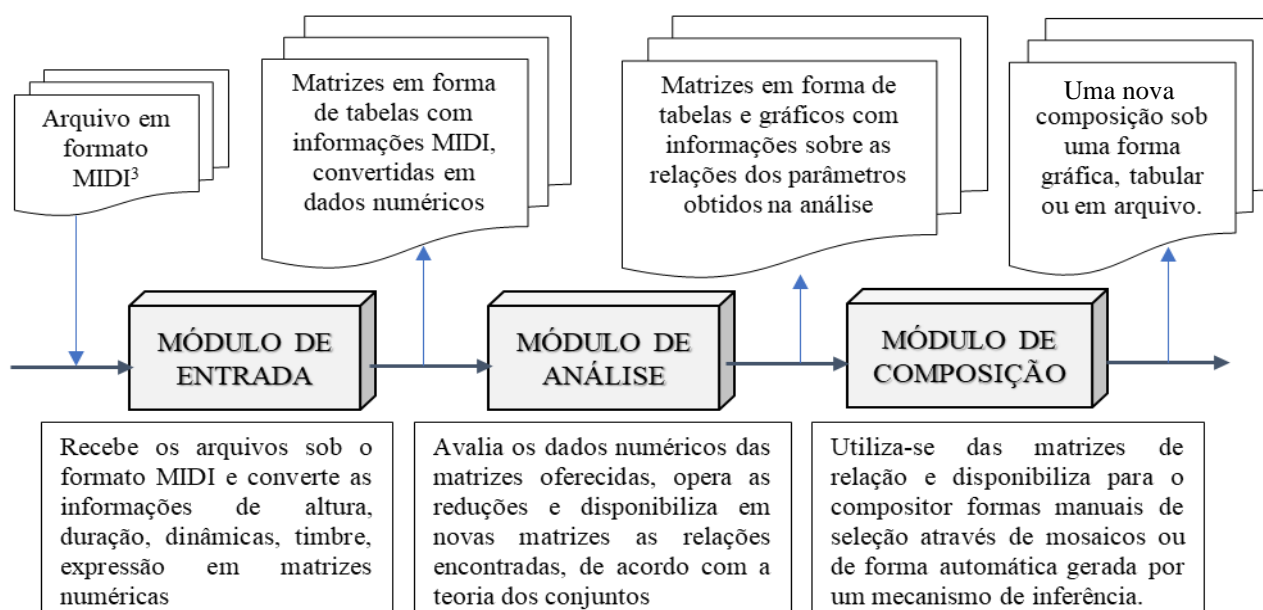 Arquivo em
formato
MIDI³
Matrizes em forma
de tabelas com
informações MIDI,
convertidas em
dados numéricos
Matrizes em forma de
tabelas e gráficos com
informações sobre as
relações dos parâmetros
obtidos na análise
Uma nova
composição sob
uma forma
gráfica, tabular
ou em arquivo.
MÓDULO DE
ENTRADA
MÓDULO DE
ANÁLISE
MÓDULO DE
COMPOSIÇÃO
Recebe os arquivos sob o
formato MIDI e converte as
informações de altura,
duração, dinâmicas, timbre,
expressão em matrizes
numéricas
Avalia os dados numéricos das
matrizes oferecidas, opera as
reduções e disponibiliza em
novas matrizes as relações
encontradas, de acordo com a
teoria dos conjuntos
Utiliza-se das matrizes de
relação e disponibiliza para o
compositor formas manuais de
seleção através de mosaicos ou
de forma automática gerada por
um mecanismo de inferência.